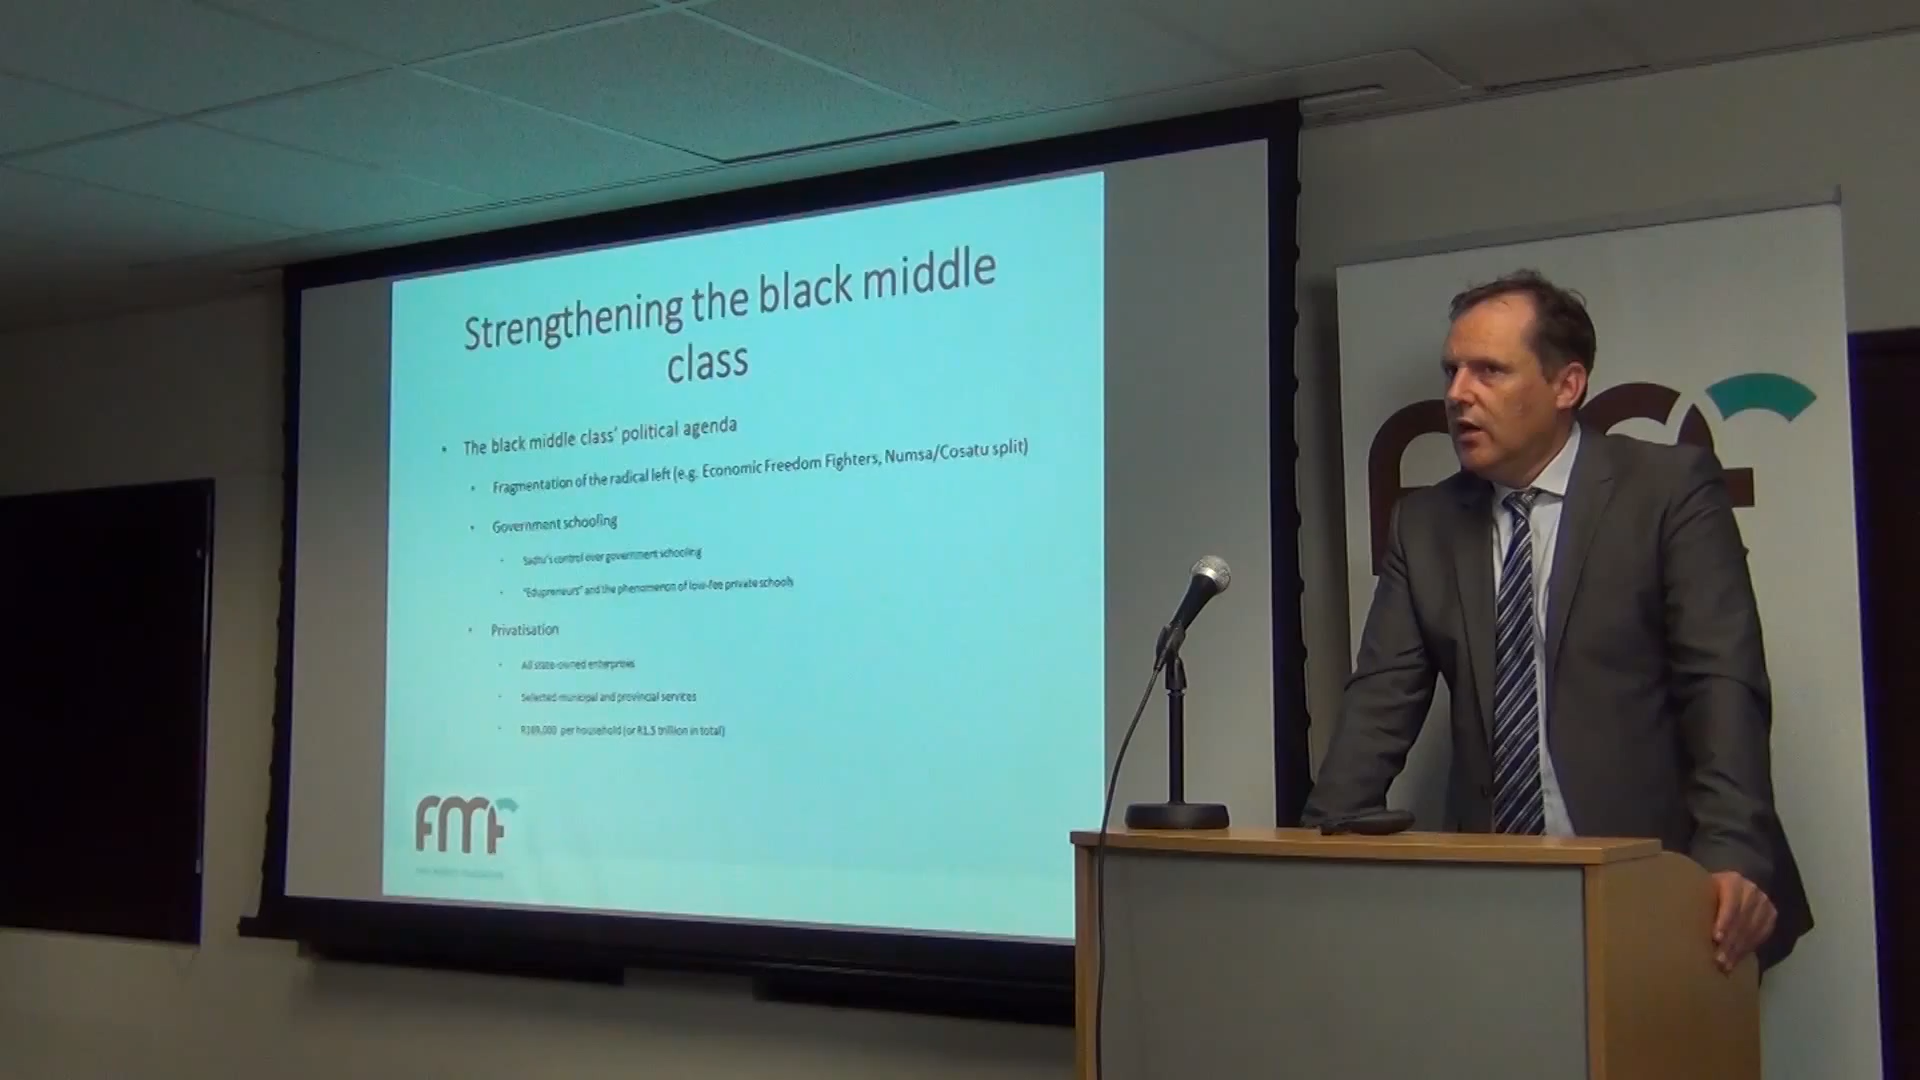 Strengthening the black middle
class
• The black middle class' political agenda
• Fragmentation of the radical left (e.g. Economic Freedom Fighters, Numsa/Cosatu split)
• Government schooling
• Sadtu's control over government schooling
• "Edupreneurs" and the phenomenon of low-fee private schools
• Privatisation
• All state-owned enterprises
• Selected municipal and provincial services
• R189,000 per household (or R1.5 trillion in total)
FMF